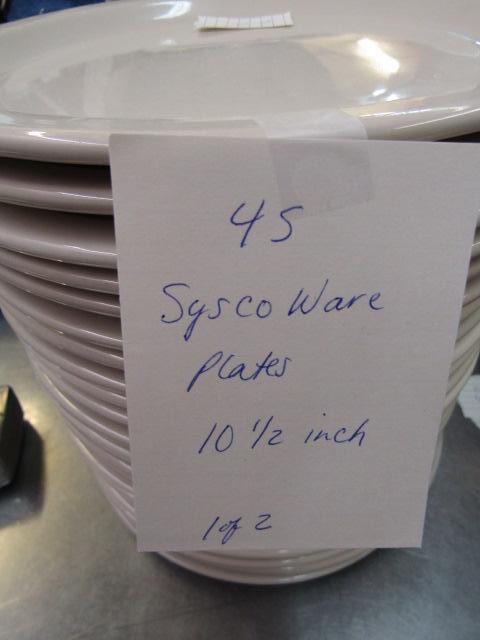 45
Sysco Ware
Plates
10 1/2 inch
1 of 2